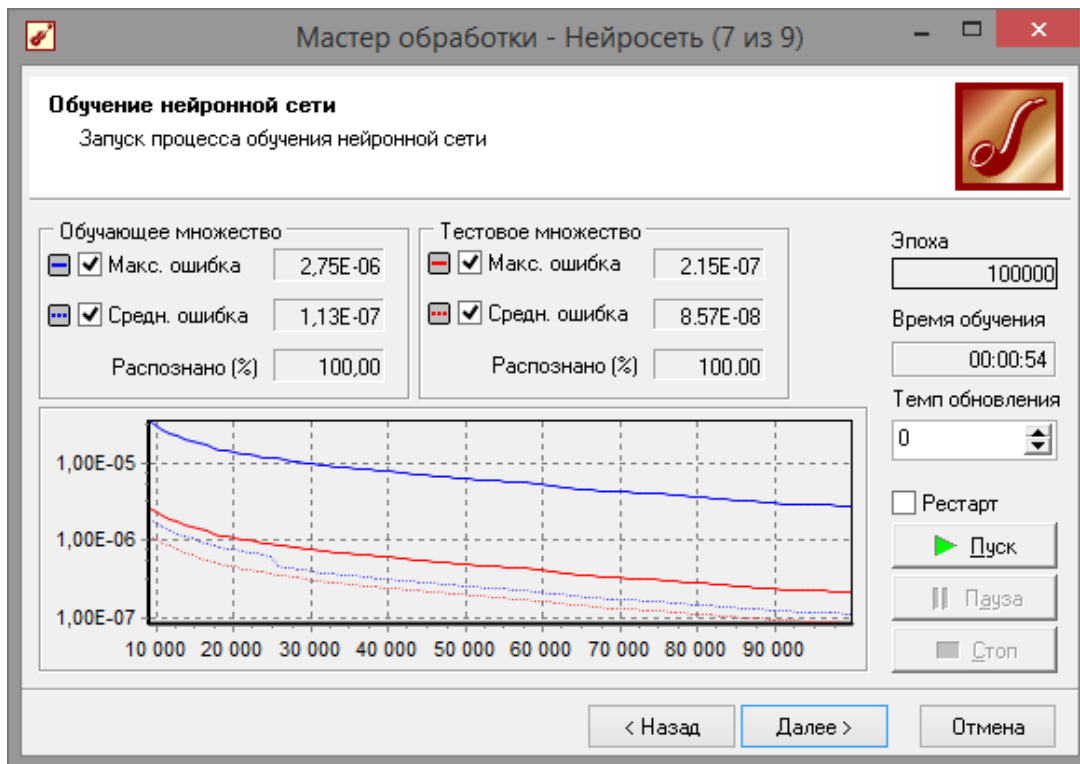 Мастер обработки - Нейросеть (7 из 9)
Обучение нейронной сети
Запуск процесса обучения нейронной сети
Обучающее множество
Макс. ошибка 2,75E-06
Средн. ошибка 1,13E-07
Распознано (%) 100,00
Тестовое множество
Макс. ошибка 2.15E-07
Средн. ошибка 8.57E-08
Распознано (%) 100.00
Эпоха
100000
Время обучения
00:00:54
Темп обновления
0
Рестарт
Пуск
Пауза
Стоп
1,00E-05
1,00E-06
1,00E-07
10 000 20 000 30 000 40 000 50 000 60 000 70 000 80 000 90 000
< Назад Далее > Отмена